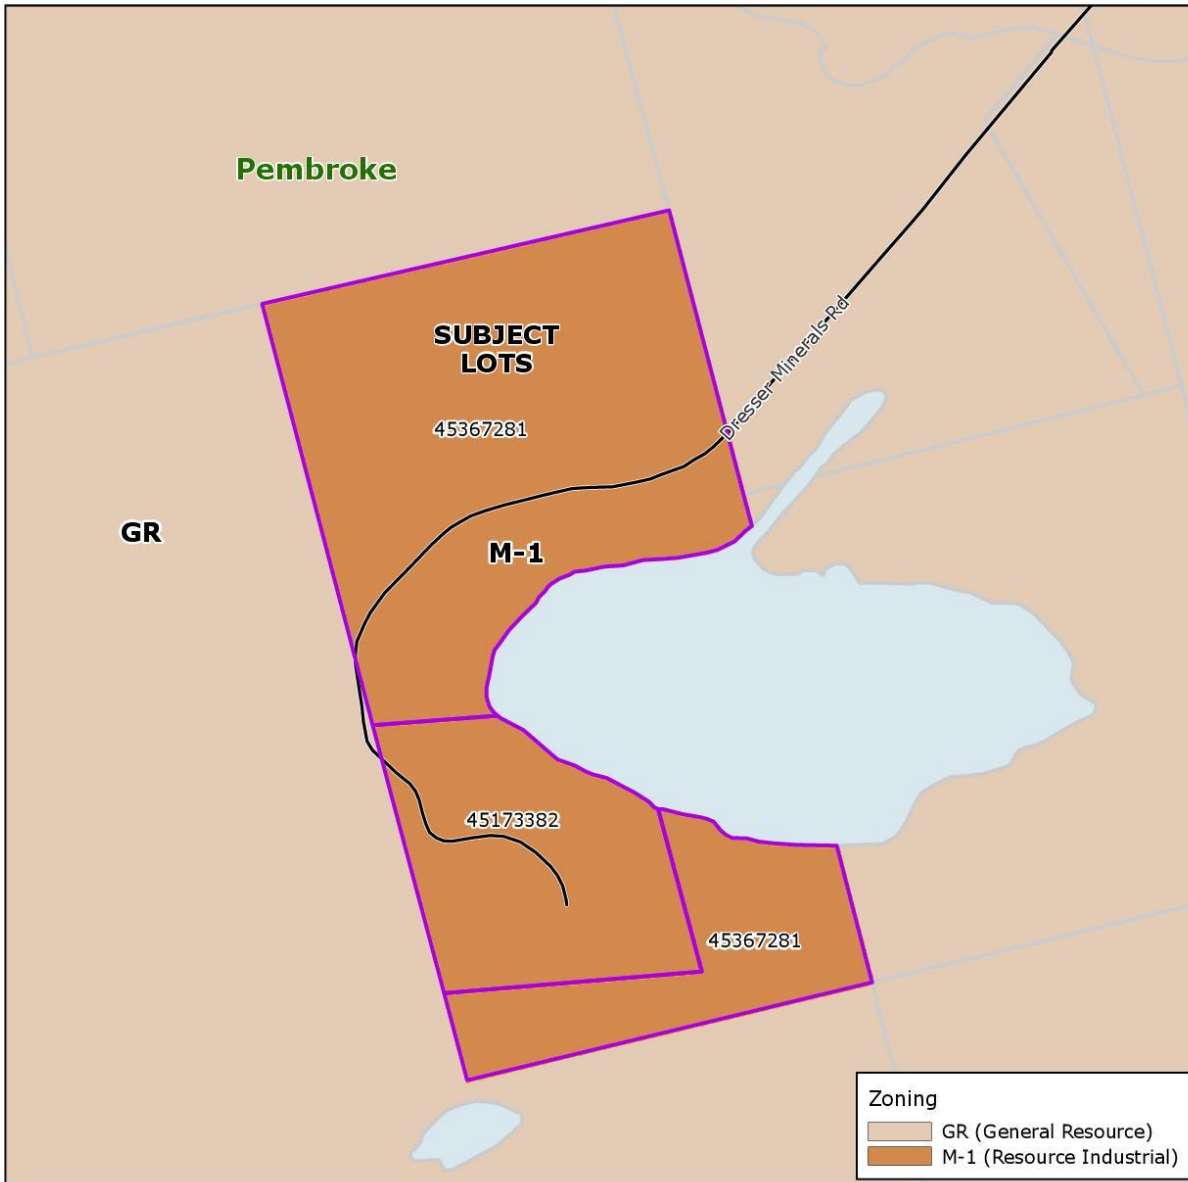 Pembroke
SUBJECT
LOTS
45367281
Dresser Minerals Rd
GR
M-1
45173382
45367281
Zoning
GR (General Resource)
M-1 (Resource Industrial)